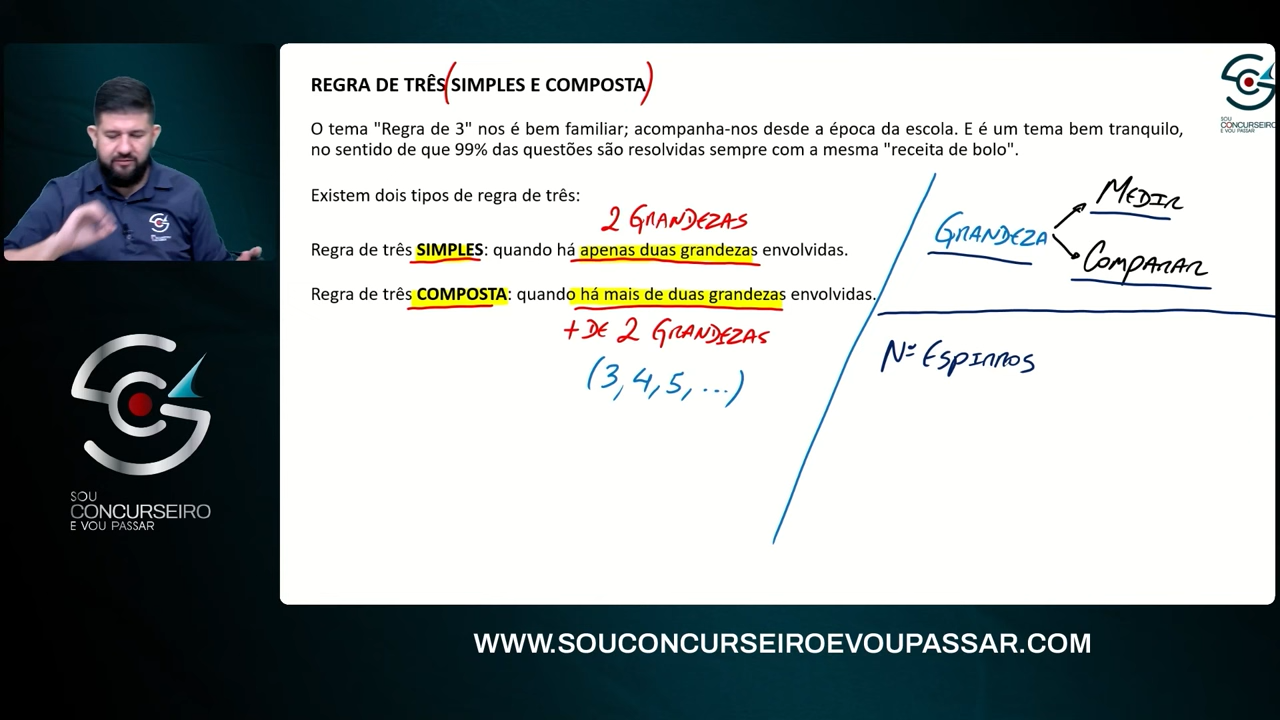 REGRA DE TRÊS (SIMPLES E COMPOSTA)
O tema "Regra de 3" nos é bem familiar; acompanha-nos desde a época da escola. E é um tema bem tranquilo,
no sentido de que 99% das questões são resolvidas sempre com a mesma "receita de bolo".
Existem dois tipos de regra de três:
2 GRANDEZAS
Regra de três SIMPLES: quando há apenas duas grandezas envolvidas.
Regra de três COMPOSTA: quando há mais de duas grandezas envolvidas.
+ DE 2 GRANDEZAS
(3, 4, 5, ...)
GRANDEZA
MEDIR
COMPARAR
Nº ESPIRROS
SOU
CONCURSEIRO
E VOU PASSAR
SOU
CONCURSEIRO
E VOU PASSAR
WWW.SOUCONCURSEIROEVOUPASSAR.COM